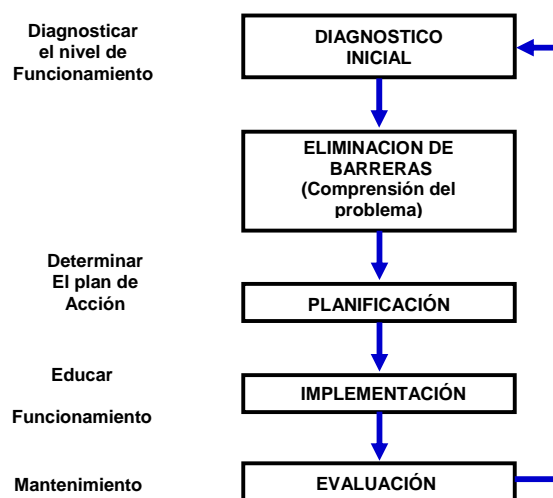 Diagnosticar
el nivel de
Funcionamiento
DIAGNOSTICO
INICIAL
ELIMINACION DE
BARRERAS
(Comprensión del
problema)
Determinar
El plan de
Acción
PLANIFICACIÓN
Educar
IMPLEMENTACIÓN
Funcionamiento
Mantenimiento
EVALUACIÓN